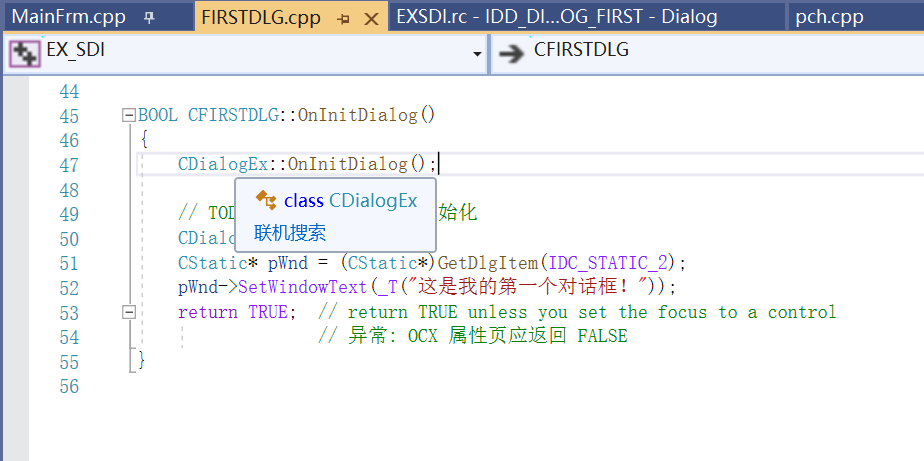 MainFrm.cpp FIRSTDLG.cpp EXSDI.rc - IDD_DI...OG_FIRST - Dialog pch.cpp
EX_SDI CFIRSTDLG
44
45 BOOL CFIRSTDLG::OnInitDialog()
46 {
47 CDialogEx::OnInitDialog();
48
class CDialogEx
49 // TOD 始化
联机搜索
50 CDialo
51 CStatic* pWnd = (CStatic*)GetDlgItem(IDC_STATIC_2);
52 pWnd->SetWindowText(_T("这是我的第一个对话框！"));
53 return TRUE; // return TRUE unless you set the focus to a control
54 // 异常: OCX 属性页应返回 FALSE
55 }
56